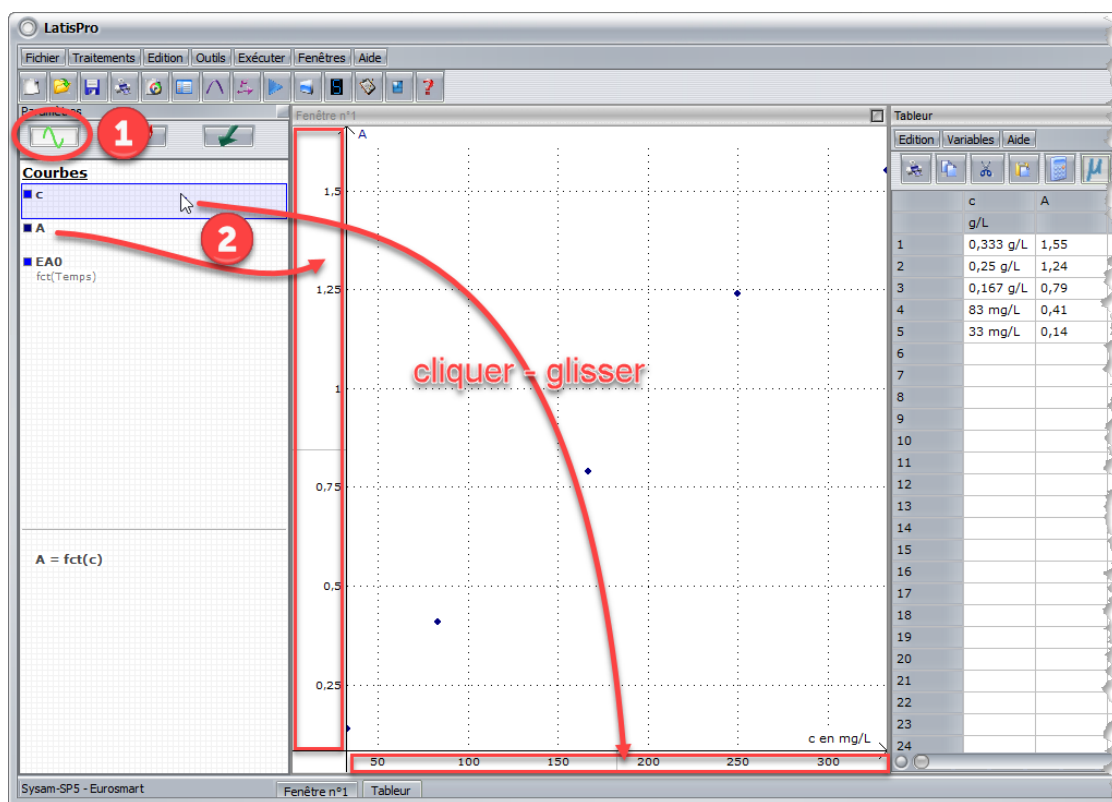 LatisPro
Fichier Traitements Edition Outils Exécuter Fenêtres Aide
Paramètres
1
Courbes
c
A
EA0
fct(Temps)
2
A = fct(c)
Fenêtre n°1
A
1,5
1,25
1
0,75
0,5
0,25
cliquer - glisser
c en mg/L
50 100 150 200 250 300
Tableur
Edition Variables Aide
c A
g/L
1 0,333 g/L 1,55
2 0,25 g/L 1,24
3 0,167 g/L 0,79
4 83 mg/L 0,41
5 33 mg/L 0,14
6
7
8
9
10
11
12
13
14
15
16
17
18
19
20
21
22
23
24
Sysam-SP5 - Eurosmart
Fenêtre n°1 Tableur